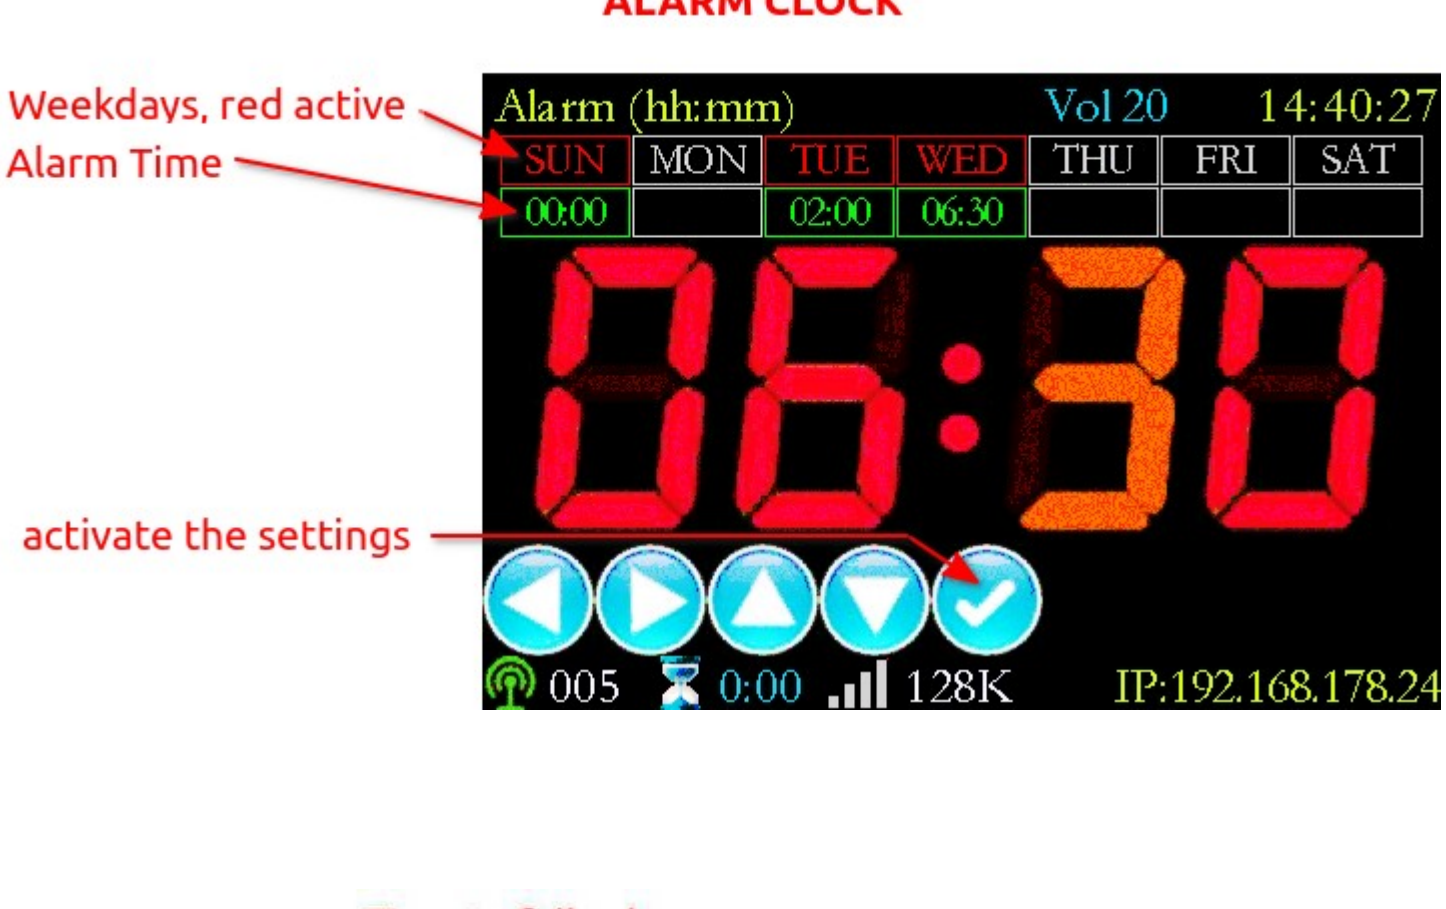 ALARM CLOCK
Weekdays, red active
Alarm Time
Alarm (hh:mm) Vol 20 14:40:27
SUN MON TUE WED THU FRI SAT
00:00 02:00 06:30
06:30
activate the settings
005 0:00 128K IP:192.168.178.24